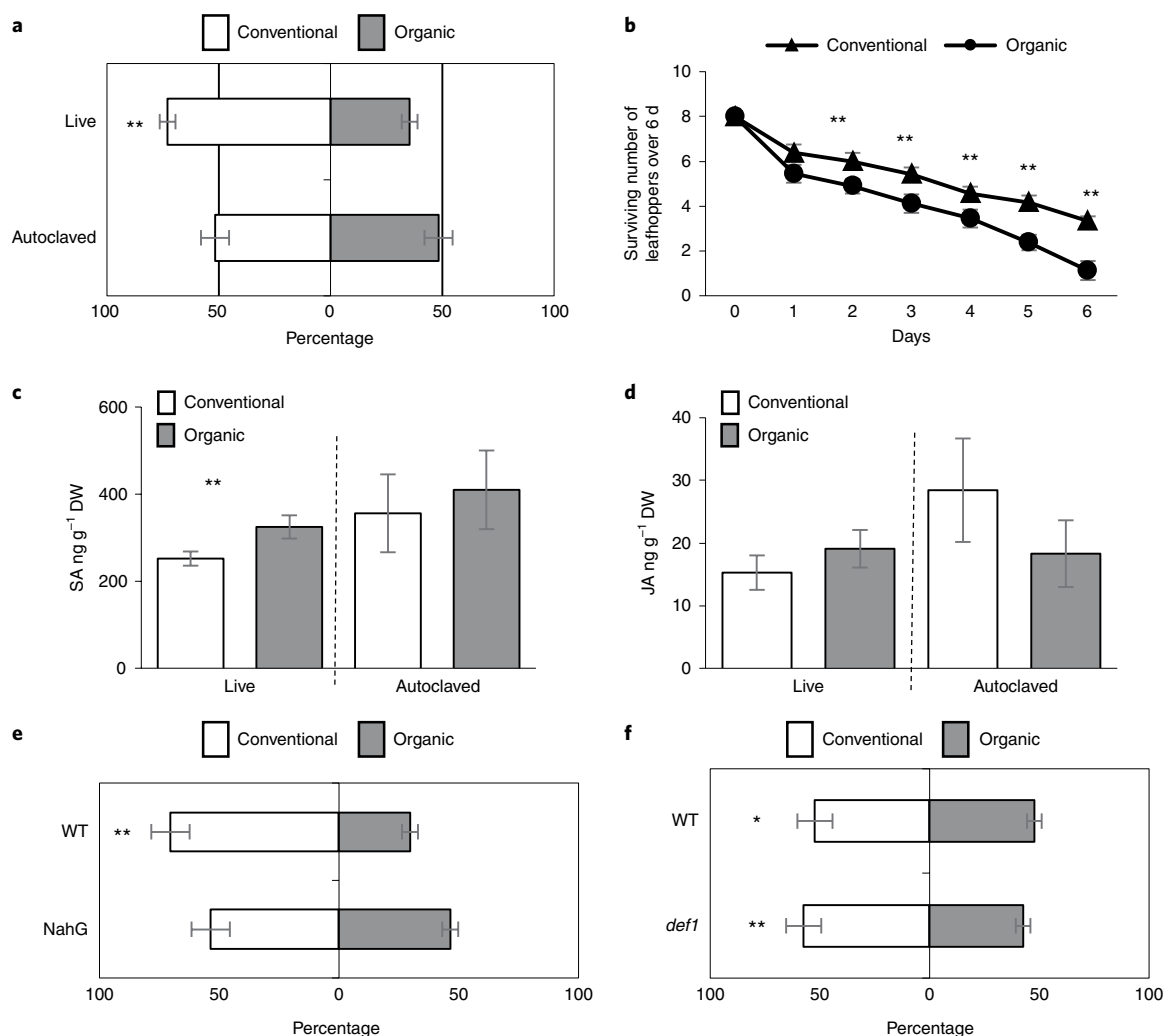 a
Conventional Organic
Live
**
Autoclaved
100 50 0 50 100
Percentage
b
Conventional Organic
Surviving number of
leafhoppers over 6 d
10
8
6
4
2
0
** ** ** ** **
0 1 2 3 4 5 6
Days
c
Conventional
Organic
SA ng g⁻¹ DW
600
400
200
0
**
Live Autoclaved
d
Conventional
Organic
JA ng g⁻¹ DW
40
30
20
10
0
Live Autoclaved
e
Conventional Organic
WT
**
NahG
100 50 0 50 100
Percentage
f
Conventional Organic
WT
*
def1
**
100 50 0 50 100
Percentage